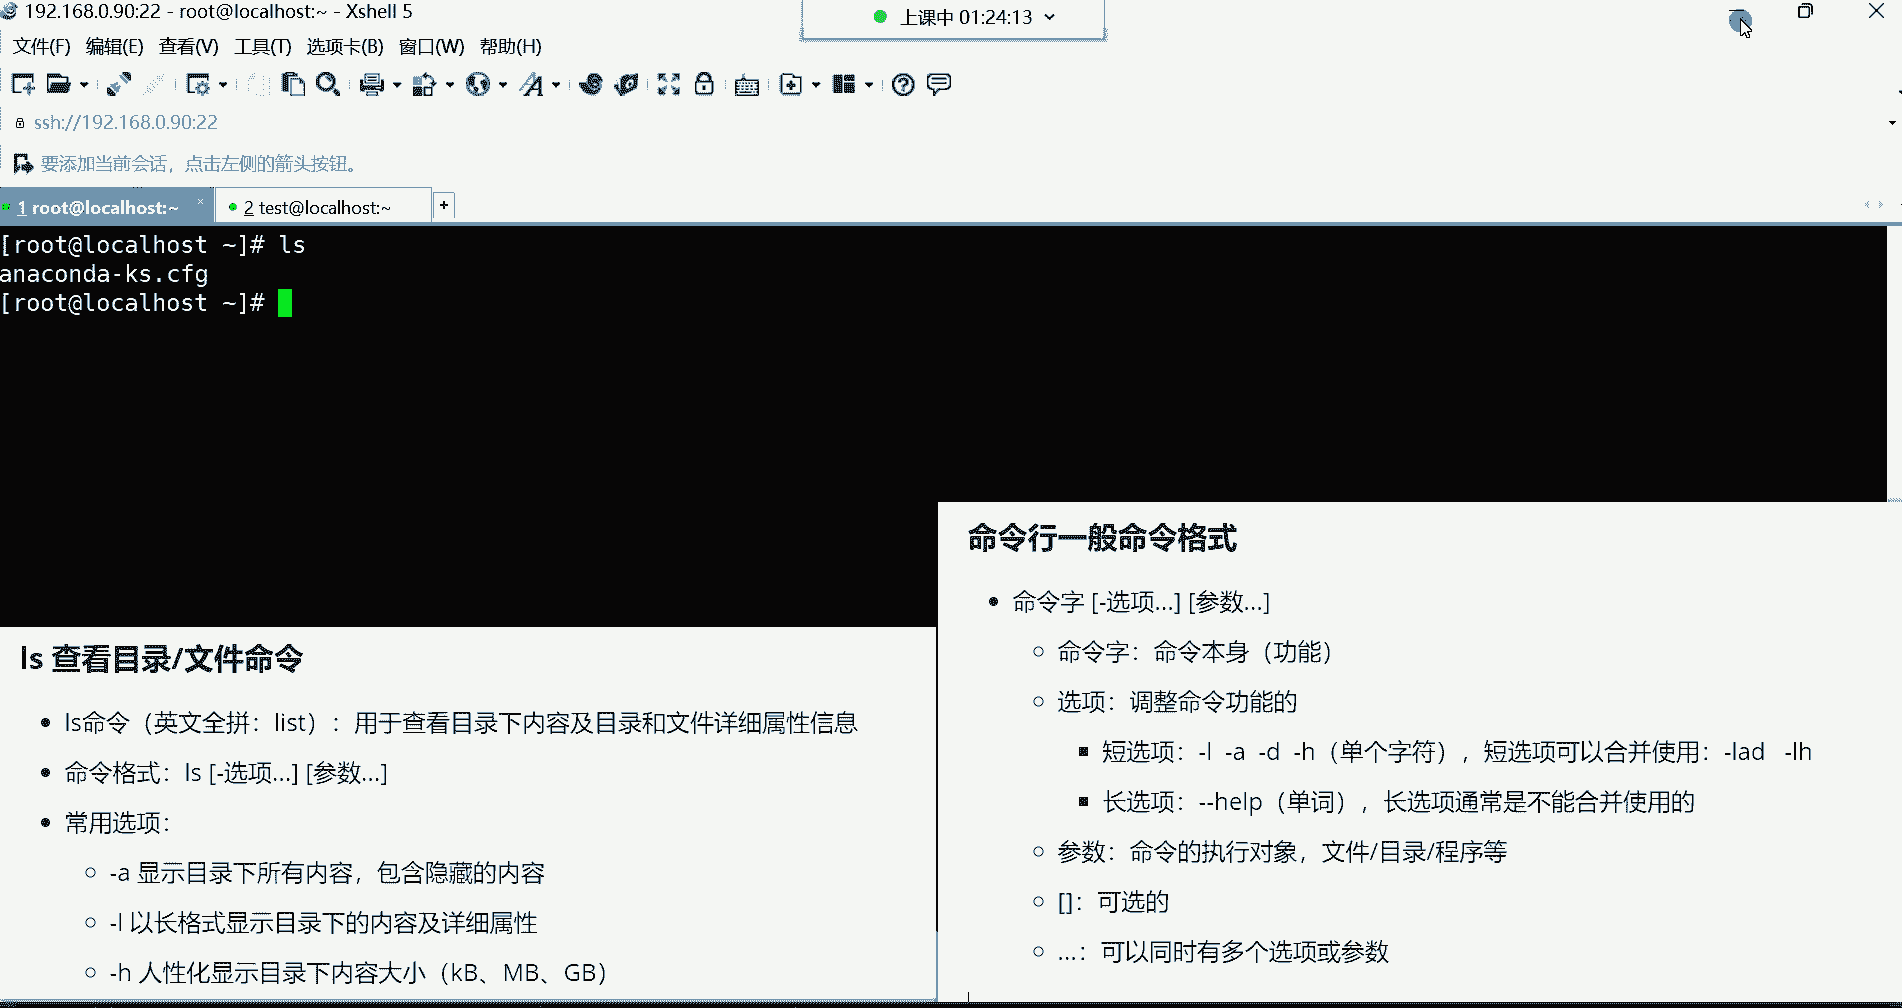 192.168.0.90:22 - root@localhost:~ - Xshell 5
上课中 01:24:13
文件(F) 编辑(E) 查看(V) 工具(T) 选项卡(B) 窗口(W) 帮助(H)
ssh://192.168.0.90:22
要添加当前会话，点击左侧的箭头按钮。
1 root@localhost:~ × 2 test@localhost:~ +
[root@localhost ~]# ls
anaconda-ks.cfg
[root@localhost ~]#
ls 查看目录/文件命令
• ls命令（英文全拼：list）：用于查看目录下内容及目录和文件详细属性信息
• 命令格式：ls [-选项...] [参数...]
• 常用选项：
○ -a 显示目录下所有内容，包含隐藏的内容
○ -l 以长格式显示目录下的内容及详细属性
○ -h 人性化显示目录下内容大小（kB、MB、GB）
命令行一般命令格式
• 命令字 [-选项...] [参数...]
○ 命令字：命令本身（功能）
○ 选项：调整命令功能的
▪ 短选项：-l -a -d -h（单个字符），短选项可以合并使用：-lad -lh
▪ 长选项：--help（单词），长选项通常是不能合并使用的
○ 参数：命令的执行对象，文件/目录/程序等
○ []：可选的
○ ...：可以同时有多个选项或参数